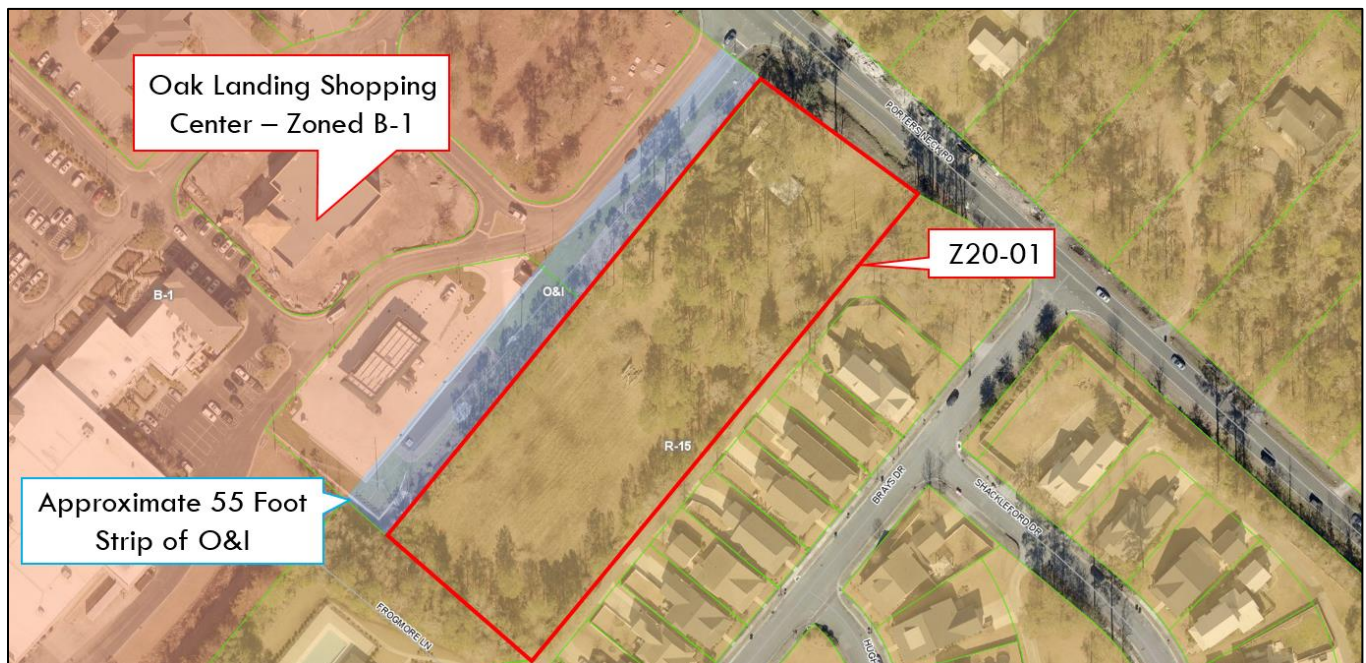 Oak Landing Shopping
Center – Zoned B-1
PORTERS NECK RD
Z20-01
B-1
O&I
R-15
Approximate 55 Foot
Strip of O&I
BRAYS DR
SHACKLEFORD DR
FROGMORE LN
HUGH